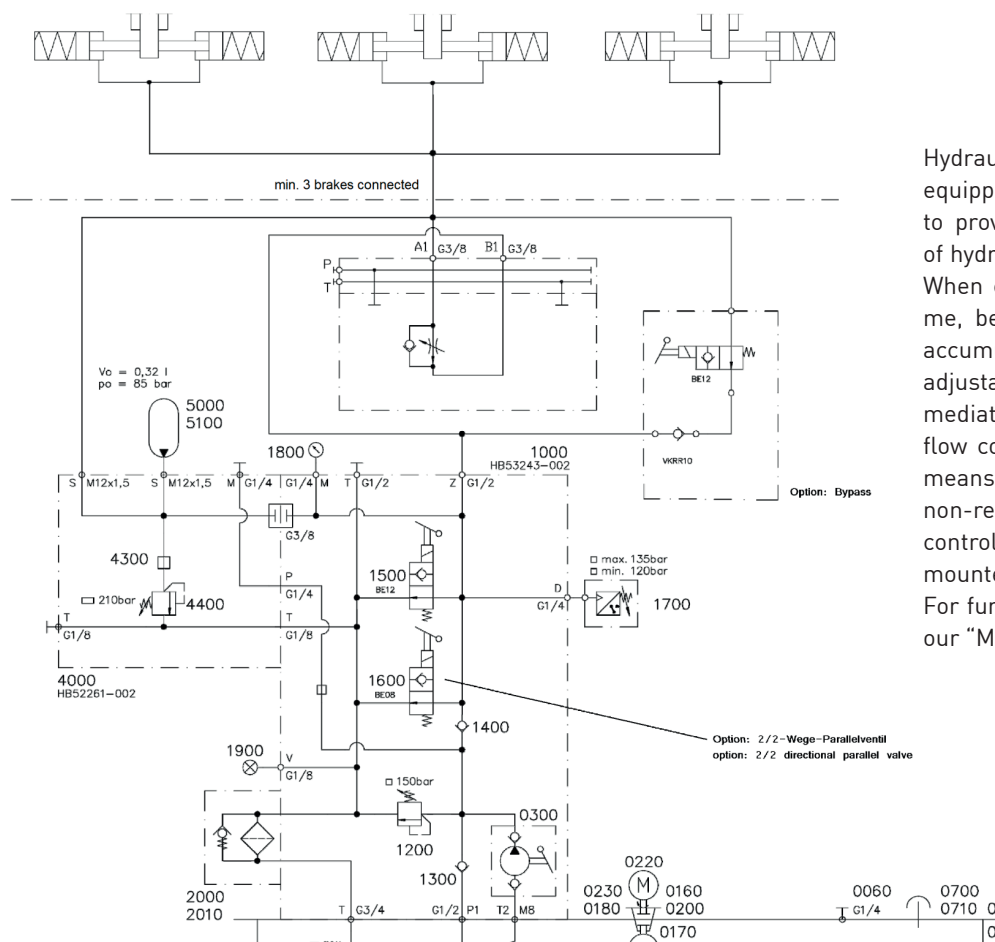 min. 3 brakes connected
Hydrau
equipp
to prov
of hydr
When
me, be
accum
adjusta
mediat
flow co
means
non-re
control
mounte
For fur
our “M
A1 G3/8 B1 G3/8
P
T
BE12
VKRR10
Option: Bypass
Vo = 0,32 l
po = 85 bar
5000
5100
1800
1000
HB53243-002
S M12x1,5 S M12x1,5 M G1/4 G1/4 M T G1/2 Z G1/2
G3/8
4300
210bar
4400
P
G1/4
T
G1/8
T
G1/8
4000
HB52261-002
1500
BE12
1600
BE08
max. 135bar
min. 120bar
D
G1/4
1700
1400
Option: 2/2-Wege-Parallelventil
option: 2/2 directional parallel valve
1900
V
G1/8
150bar
1200
0300
1300
2000
2010
T G3/4 G1/2 P1 T2 M8
0220
M
0230 0160
0180 0200
0170
0060
G1/4
0700
0710